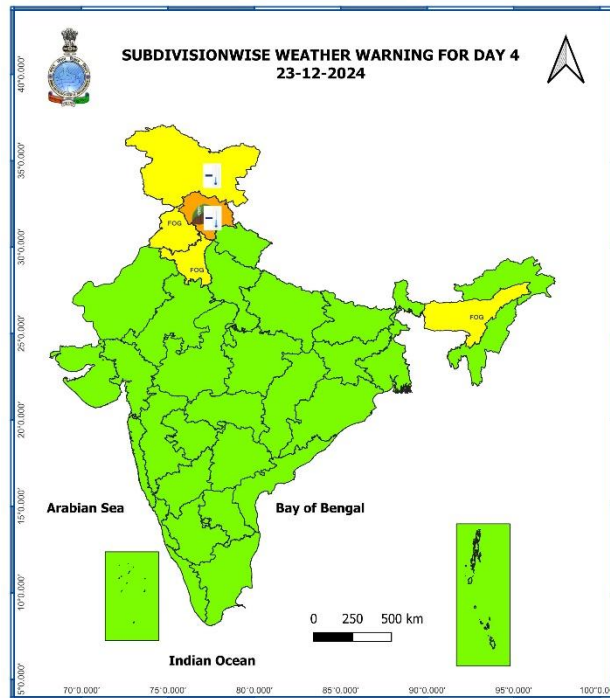 SUBDIVISIONWISE WEATHER WARNING FOR DAY 4
23-12-2024
40°0.000'
35°0.000'
30°0.000'
25°0.000'
20°0.000'
15°0.000'
10°0.000'
5°0.000'
FOG
FOG
FOG
Arabian Sea
Bay of Bengal
0 250 500 km
Indian Ocean
70°0.000' 75°0.000' 80°0.000' 85°0.000' 90°0.000' 95°0.000' 100°0.000'